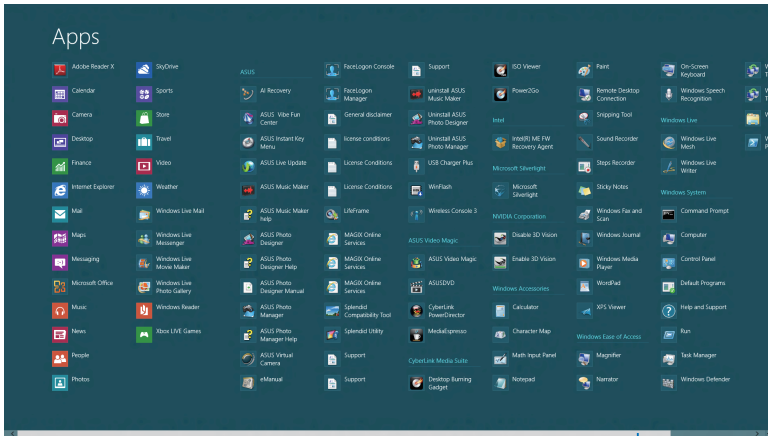 Apps
Adobe Reader X
Calendar
Camera
Desktop
Finance
Internet Explorer
Mail
Maps
Messaging
Microsoft Office
Music
News
People
Photos
SkyDrive
Sports
Store
Travel
Video
Weather
Windows Live Mail
Windows Live
Messenger
Windows Live
Movie Maker
Windows Live
Photo Gallery
Windows Reader
Xbox LIVE Games
ASUS
AI Recovery
ASUS Vibe Fun
Center
ASUS Instant Key
Menu
ASUS Live Update
ASUS Music Maker
ASUS Music Maker
help
ASUS Photo
Designer
ASUS Photo
Designer Help
ASUS Photo
Designer Manual
ASUS Photo
Manager
ASUS Photo
Manager Help
ASUS Virtual
Camera
eManual
FaceLogon Console
FaceLogon
Manager
General disclaimer
license conditions
License Conditions
License Conditions
LifeFrame
MAGIX Online
Services
MAGIX Online
Services
MAGIX Online
Services
Splendid
Compatibility Tool
Splendid Utility
Support
Support
Support
uninstall ASUS
Music Maker
Uninstall ASUS
Photo Designer
Uninstall ASUS
Photo Manager
USB Charger Plus
WinFlash
Wireless Console 3
ASUS Video Magic
ASUS Video Magic
ASUSDVD
CyberLink
PowerDirector
MediaEspresso
CyberLink Media Suite
Desktop Burning
Gadget
ISO Viewer
Power2Go
Intel
Intel(R) ME FW
Recovery Agent
Microsoft Silverlight
Microsoft
Silverlight
NVIDIA Corporation
Disable 3D Vision
Enable 3D Vision
Windows Accessories
Calculator
Character Map
Math Input Panel
Notepad
Paint
Remote Desktop
Connection
Snipping Tool
Sound Recorder
Steps Recorder
Sticky Notes
Windows Fax and
Scan
Windows Journal
Windows Media
Player
WordPad
XPS Viewer
Windows Ease of Access
Magnifier
Narrator
On-Screen
Keyboard
Windows Speech
Recognition
Windows Live
Windows Live
Mesh
Windows Live
Writer
Windows System
Command Prompt
Computer
Control Panel
Default Programs
Help and Support
Run
Task Manager
Windows Defender